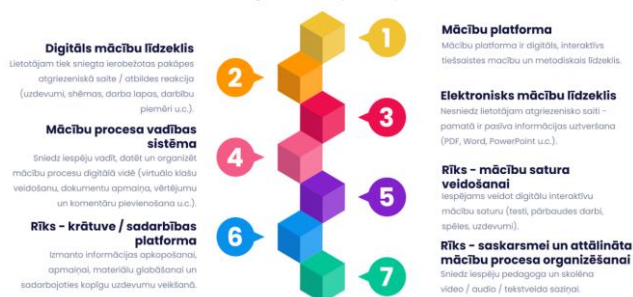 1
Mācību platforma
Mācību platforma ir digitāls, interaktīvs
tiešsaistes macību un metodiskais līdzeklis.
Digitāls mācību līdzeklis
Lietotājam tiek sniegta ierobežotas pakāpes
atgriezeniskā saite / atbildes reakcija
(uzdevumi, shēmas, darba lapas, darbību
piemēri u.c.).
2
3
Elektronisks mācību līdzeklis
Nesniedz lietotājam atgriezenisko saiti -
pamatā ir pasīva informācijas uztveršana
(PDF, Word, PowerPoint u.c.).
Mācību procesa vadības
sistēma
Sniedz iespēju vadīt, datēt un organizēt
mācību procesu digitālā vidē (virtuālo klašu
veidošanu, dokumentu apmaiņa, vērtējumu
un komentāru pievienošana u.c.).
4
5
Rīks - mācību satura
veidošanai
Iespējams veidot digitālu interaktīvu
mācību saturu (testi, pārbaudes darbi,
spēles, uzdevumi).
Rīks - krātuve / sadarbības
platforma
Izmanto informācijas apkopošanai,
apmaiņai, materiālu glabāšanai un
sadarbojoties kopīgu uzdevumu veikšanā.
6
7
Rīks - saskarsmei un attālināta
mācību procesa organizēšanai
Sniedz iespēju pedagoga un skolēna
video / audio / tekstveida saziņai.